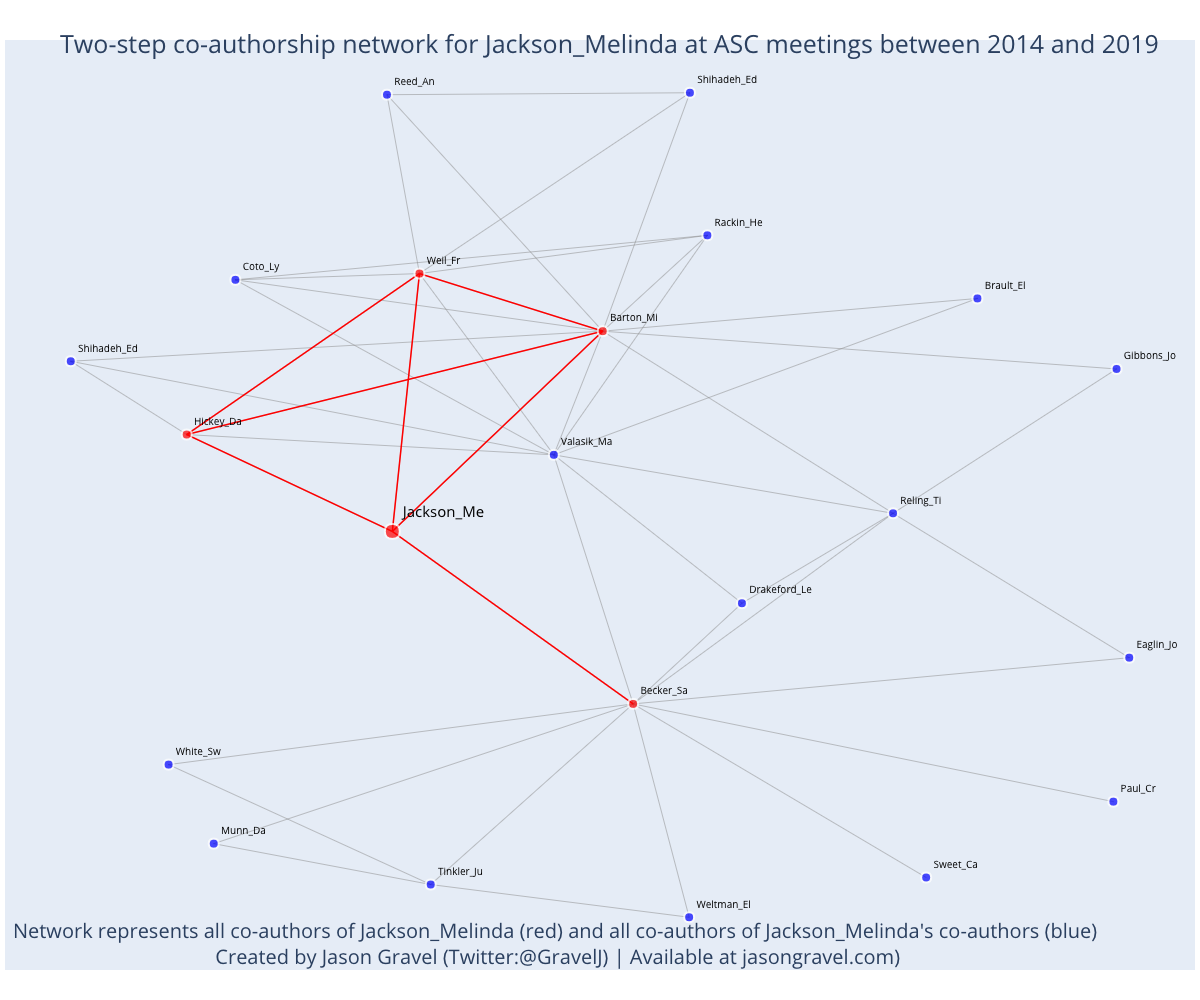 Two-step co-authorship network for Jackson_Melinda at ASC meetings between 2014 and 2019
Reed_An
Shihadeh_Ed
Rackin_He
Coto_Ly
Weil_Fr
Brault_El
Barton_Mi
Shihadeh_Ed
Gibbons_Jo
Hickey_Da
Valasik_Ma
Reling_Ti
Jackson_Me
Drakeford_Le
Eaglin_Jo
Becker_Sa
White_Sw
Paul_Cr
Munn_Da
Sweet_Ca
Tinkler_Ju
Weltman_El
Network represents all co-authors of Jackson_Melinda (red) and all co-authors of Jackson_Melinda's co-authors (blue)
Created by Jason Gravel (Twitter:@GravelJ) | Available at jasongravel.com)